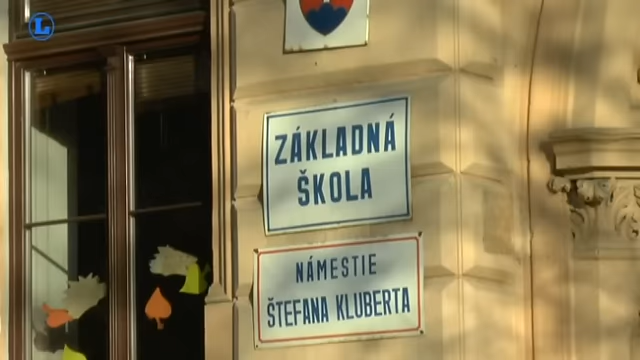 L
ZÁKLADNÁ
ŠKOLA
NÁMESTIE
ŠTEFANA KLUBERTA